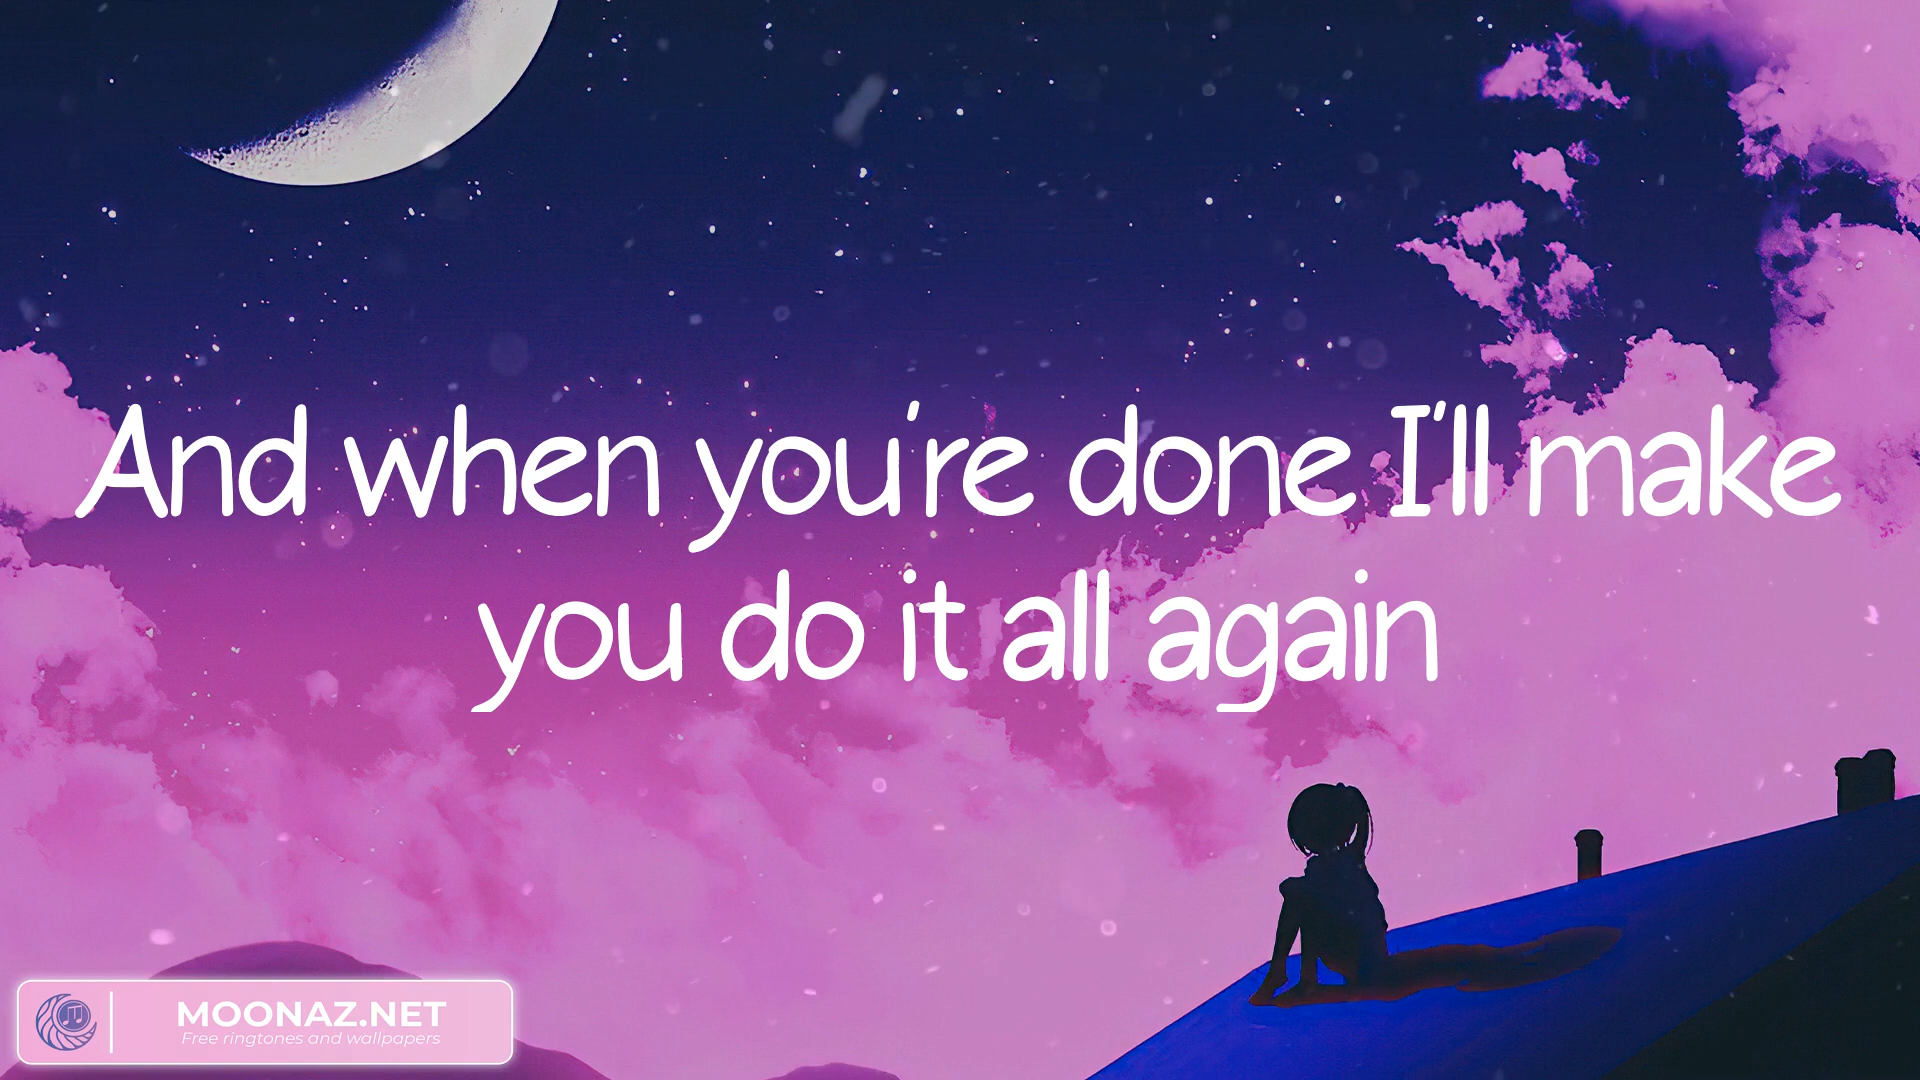 And when you're done I'll make
you do it all again
MOONAZ.NET
Free ringtones and wallpapers